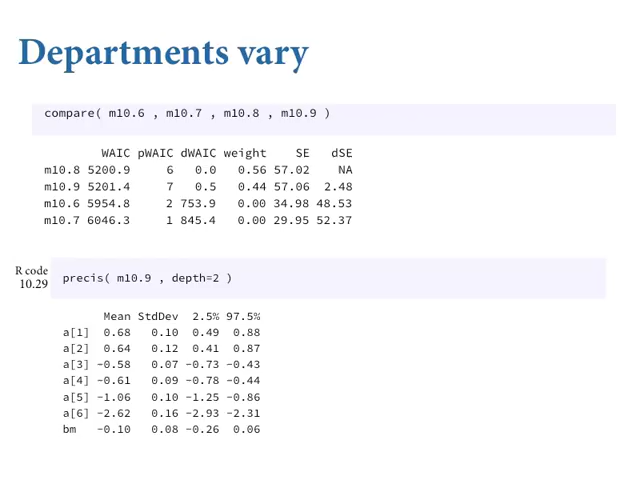 Departments vary
compare( m10.6 , m10.7 , m10.8 , m10.9 )
WAIC pWAIC dWAIC weight SE dSE
m10.8 5200.9 6 0.0 0.56 57.02 NA
m10.9 5201.4 7 0.5 0.44 57.06 2.48
m10.6 5954.8 2 753.9 0.00 34.98 48.53
m10.7 6046.3 1 845.4 0.00 29.95 52.37
R code
10.29
precis( m10.9 , depth=2 )
Mean StdDev 2.5% 97.5%
a[1] 0.68 0.10 0.49 0.88
a[2] 0.64 0.12 0.41 0.87
a[3] -0.58 0.07 -0.73 -0.43
a[4] -0.61 0.09 -0.78 -0.44
a[5] -1.06 0.10 -1.25 -0.86
a[6] -2.62 0.16 -2.93 -2.31
bm -0.10 0.08 -0.26 0.06